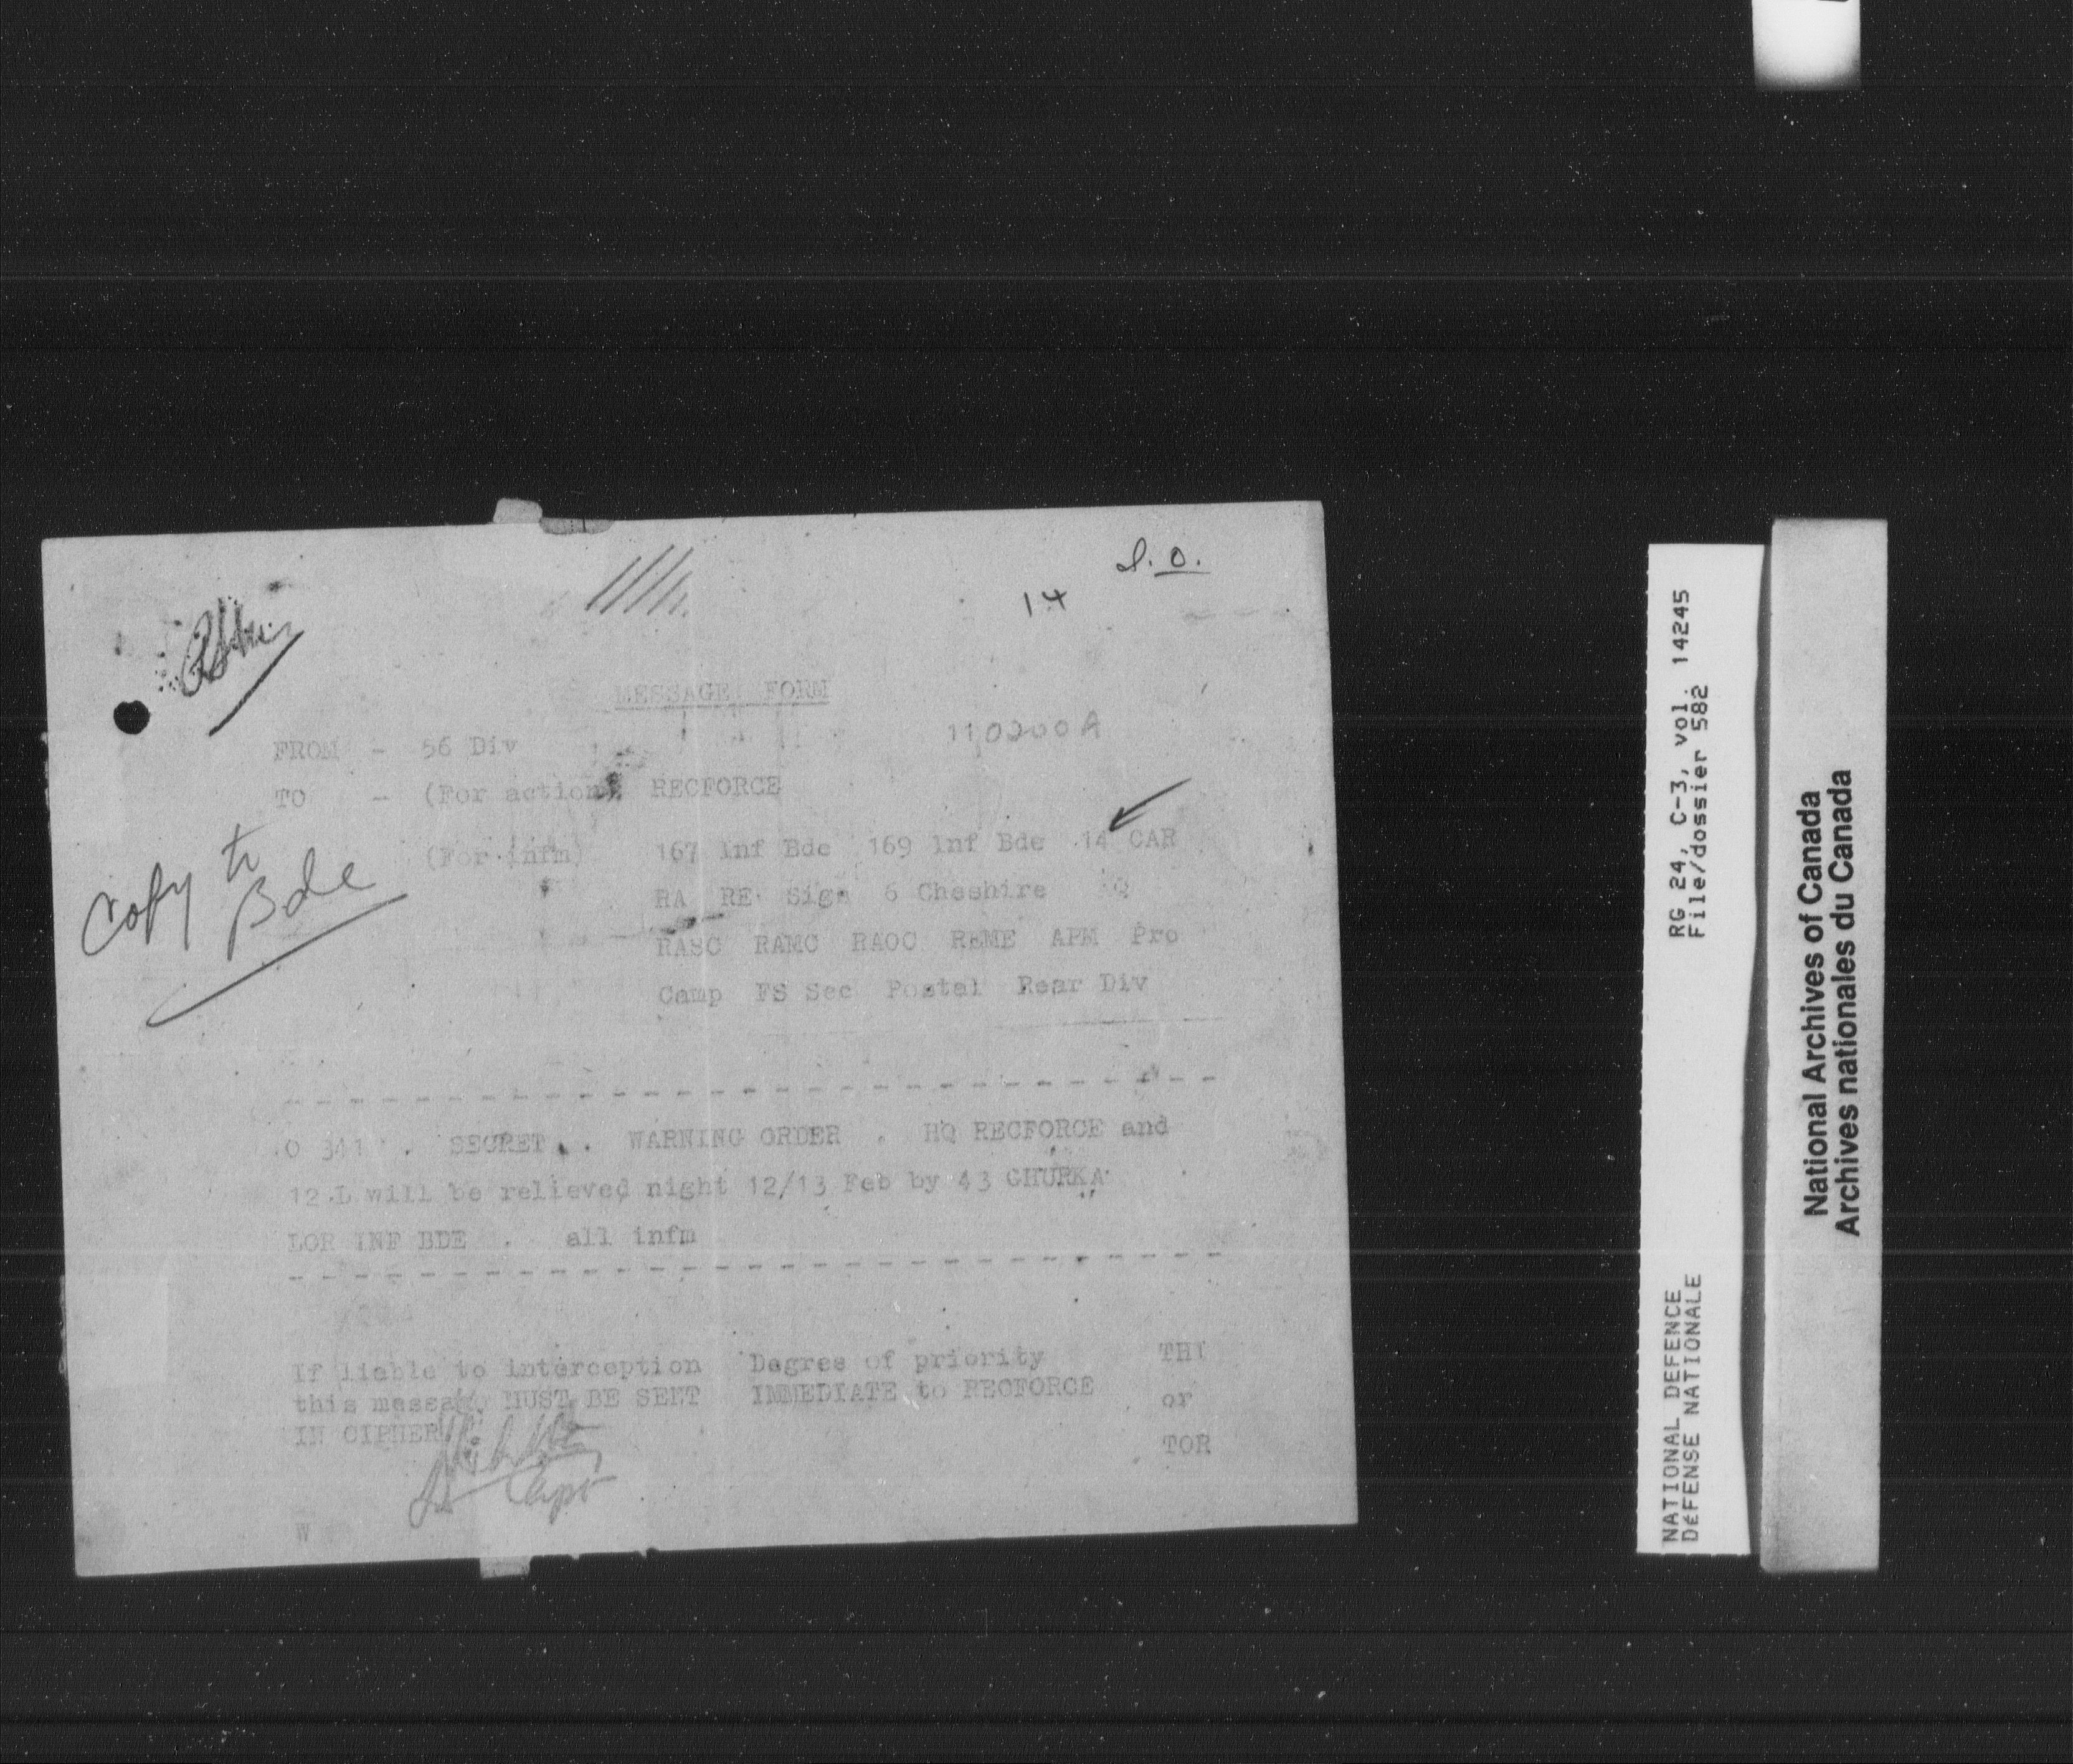 I.O.
14
MESSAGE FORM
FROM - 56 Div 110200A
TO - (For action) RECFORCE
Copy to Bde
(For infm) 167 Inf Bde 169 Inf Bde 14 CAR
RA RE Sigs 6 Cheshire Q
RASC RAMC RAOC REME APM Pro
Camp FS Sec Postal Rear Div
O 341 . SECRET . WARNING ORDER . HQ RECFORCE and
12 L will be relieved night 12/13 Feb by 43 GHURKA
LOR INF BDE . all infm
If liable to interception Degree of priority THI
this message MUST BE SENT IMMEDIATE to RECFORCE or
IN CIPHER TOR
Capt
W
RG 24, C-3, vol. 14245
File/dossier 582
NATIONAL DEFENCE
DÉFENSE NATIONALE
National Archives of Canada
Archives nationales du Canada